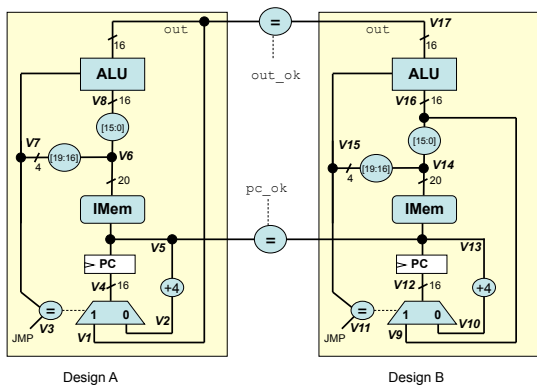 out = out V17
16 out_ok 16
ALU ALU
V8 16 V16 16
V7 [15:0] V15 [15:0]
4 [19:16] V6 4 [19:16] V14
20 20
IMem pc_ok IMem
V5 = V13
PC PC
V4 16 +4 V12 16 +4
= 1 0 = 1 0
V3 V2 V11 V10
JMP V1 JMP V9
Design A Design B